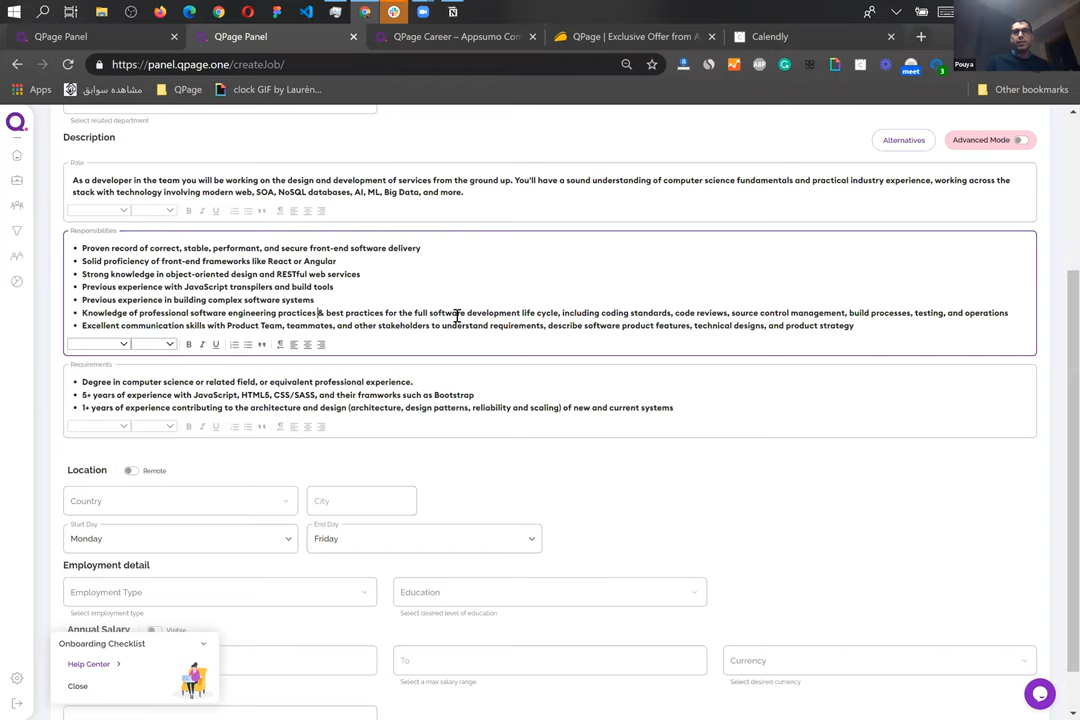 QPage Panel
QPage Panel
QPage Career – Appsumo Com
QPage | Exclusive Offer from A
Calendly
Pouya
https://panel.qpage.one/createJob/
meet
3
Apps
مشاهده سوابق
QPage
clock GIF by Laurên...
Other bookmarks
Select related department
Description
Alternatives
Advanced Mode
Role
As a developer in the team you will be working on the design and development of services from the ground up. You'll have a sound understanding of computer science fundamentals and practical industry experience, working across the
stack with technology involving modern web, SOA, NoSQL databases, AI, ML, Big Data, and more.
Responsibilities
Proven record of correct, stable, performant, and secure front-end software delivery
Solid proficiency of front-end frameworks like React or Angular
Strong knowledge in object-oriented design and RESTful web services
Previous experience with JavaScript transpilers and build tools
Previous experience in building complex software systems
Knowledge of professional software engineering practices & best practices for the full software development life cycle, including coding standards, code reviews, source control management, build processes, testing, and operations
Excellent communication skills with Product Team, teammates, and other stakeholders to understand requirements, describe software product features, technical designs, and product strategy
Requirements
Degree in computer science or related field, or equivalent professional experience.
5+ years of experience with JavaScript, HTML5, CSS/SASS, and their framworks such as Bootstrap
1+ years of experience contributing to the architecture and design (architecture, design patterns, reliability and scaling) of new and current systems
Location
Remote
Country
City
Start Day
Monday
End Day
Friday
Employment detail
Employment Type
Select employment type
Education
Select desired level of education
Annual Salary
Visible
To
Select a max salary range
Currency
Select desired currency
Onboarding Checklist
Help Center
Close